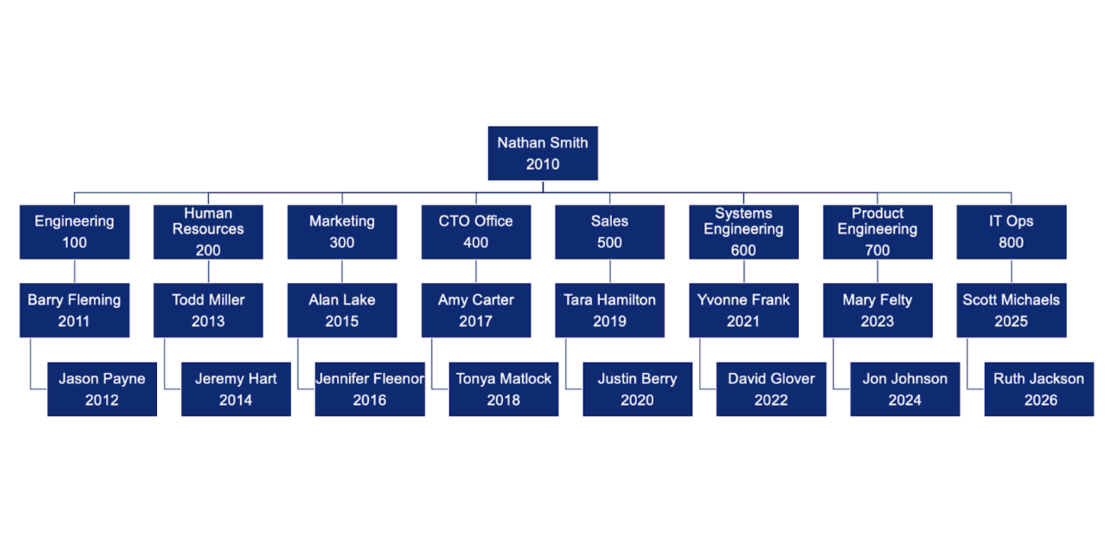 Nathan Smith
2010
Engineering
100
Human
Resources
200
Marketing
300
CTO Office
400
Sales
500
Systems
Engineering
600
Product
Engineering
700
IT Ops
800
Barry Fleming
2011
Todd Miller
2013
Alan Lake
2015
Amy Carter
2017
Tara Hamilton
2019
Yvonne Frank
2021
Mary Felty
2023
Scott Michaels
2025
Jason Payne
2012
Jeremy Hart
2014
Jennifer Fleenor
2016
Tonya Matlock
2018
Justin Berry
2020
David Glover
2022
Jon Johnson
2024
Ruth Jackson
2026